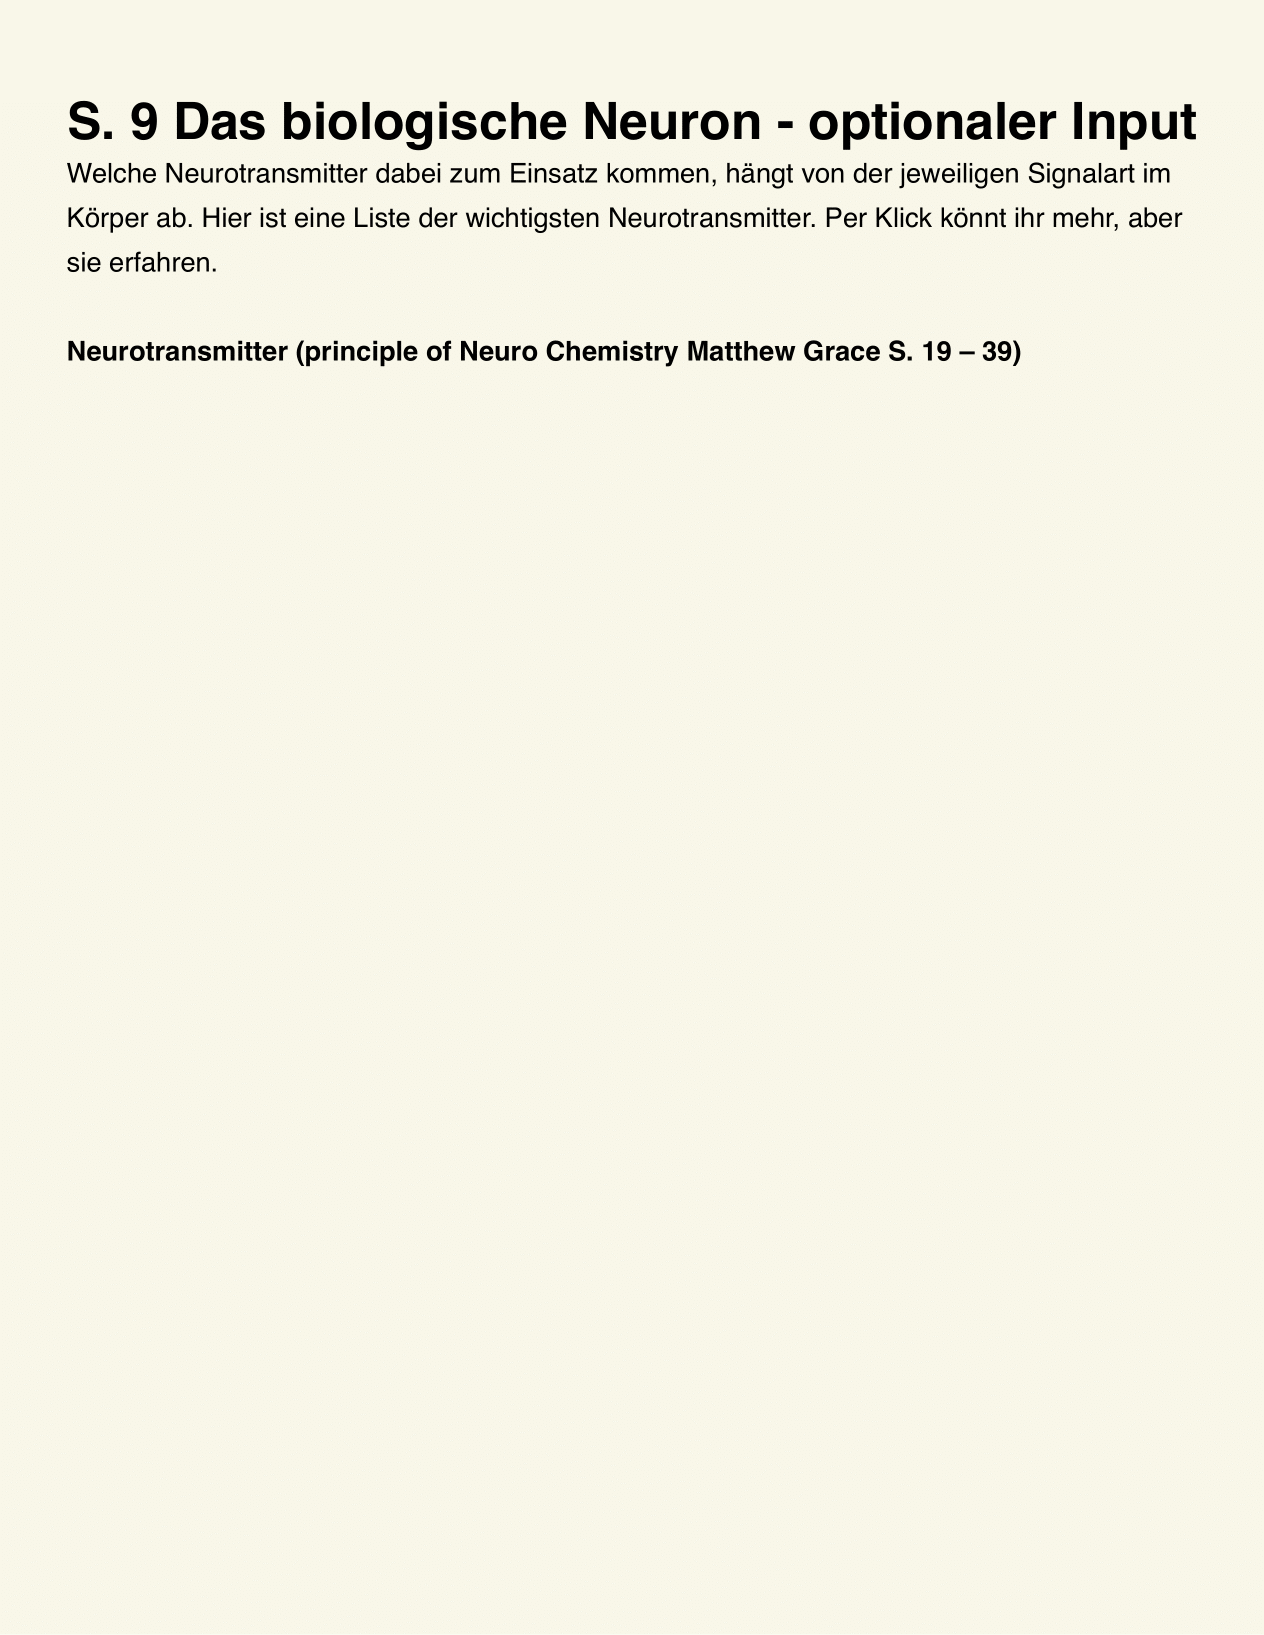 S. 9 Das biologische Neuron - optionaler Input
Welche Neurotransmitter dabei zum Einsatz kommen, hängt von der jeweiligen Signalart im
Körper ab. Hier ist eine Liste der wichtigsten Neurotransmitter. Per Klick könnt ihr mehr, aber
sie erfahren.
Neurotransmitter (principle of Neuro Chemistry Matthew Grace S. 19 – 39)